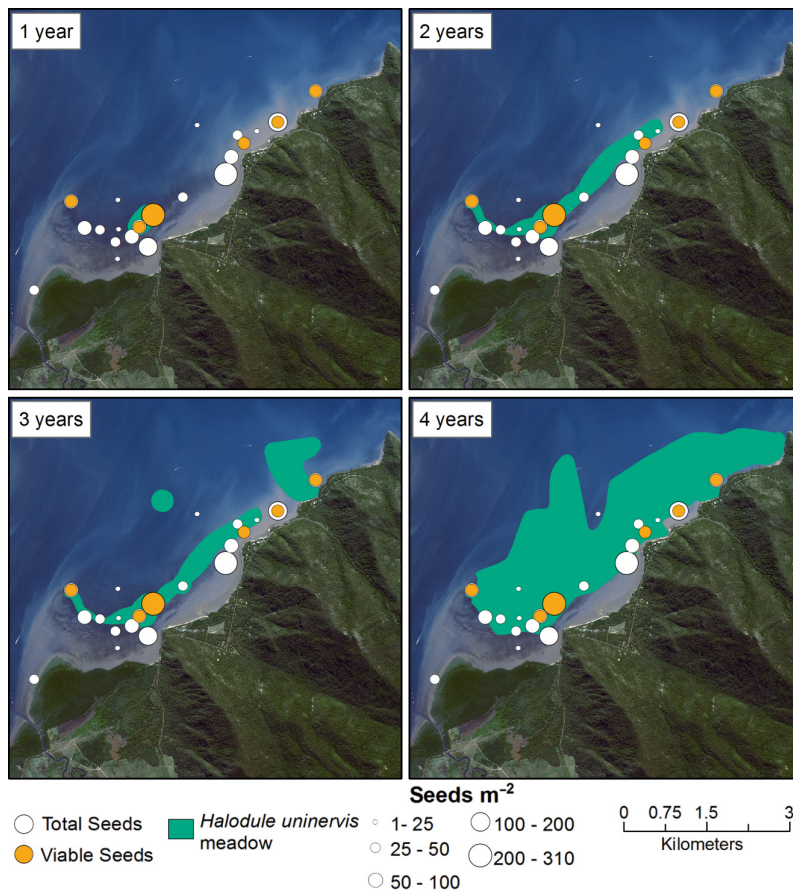 1 year
2 years
3 years
4 years
Seeds m⁻²
Total Seeds
Viable Seeds
Halodule uninervis
meadow
1- 25
25 - 50
50 - 100
100 - 200
200 - 310
0 0.75 1.5 3
Kilometers